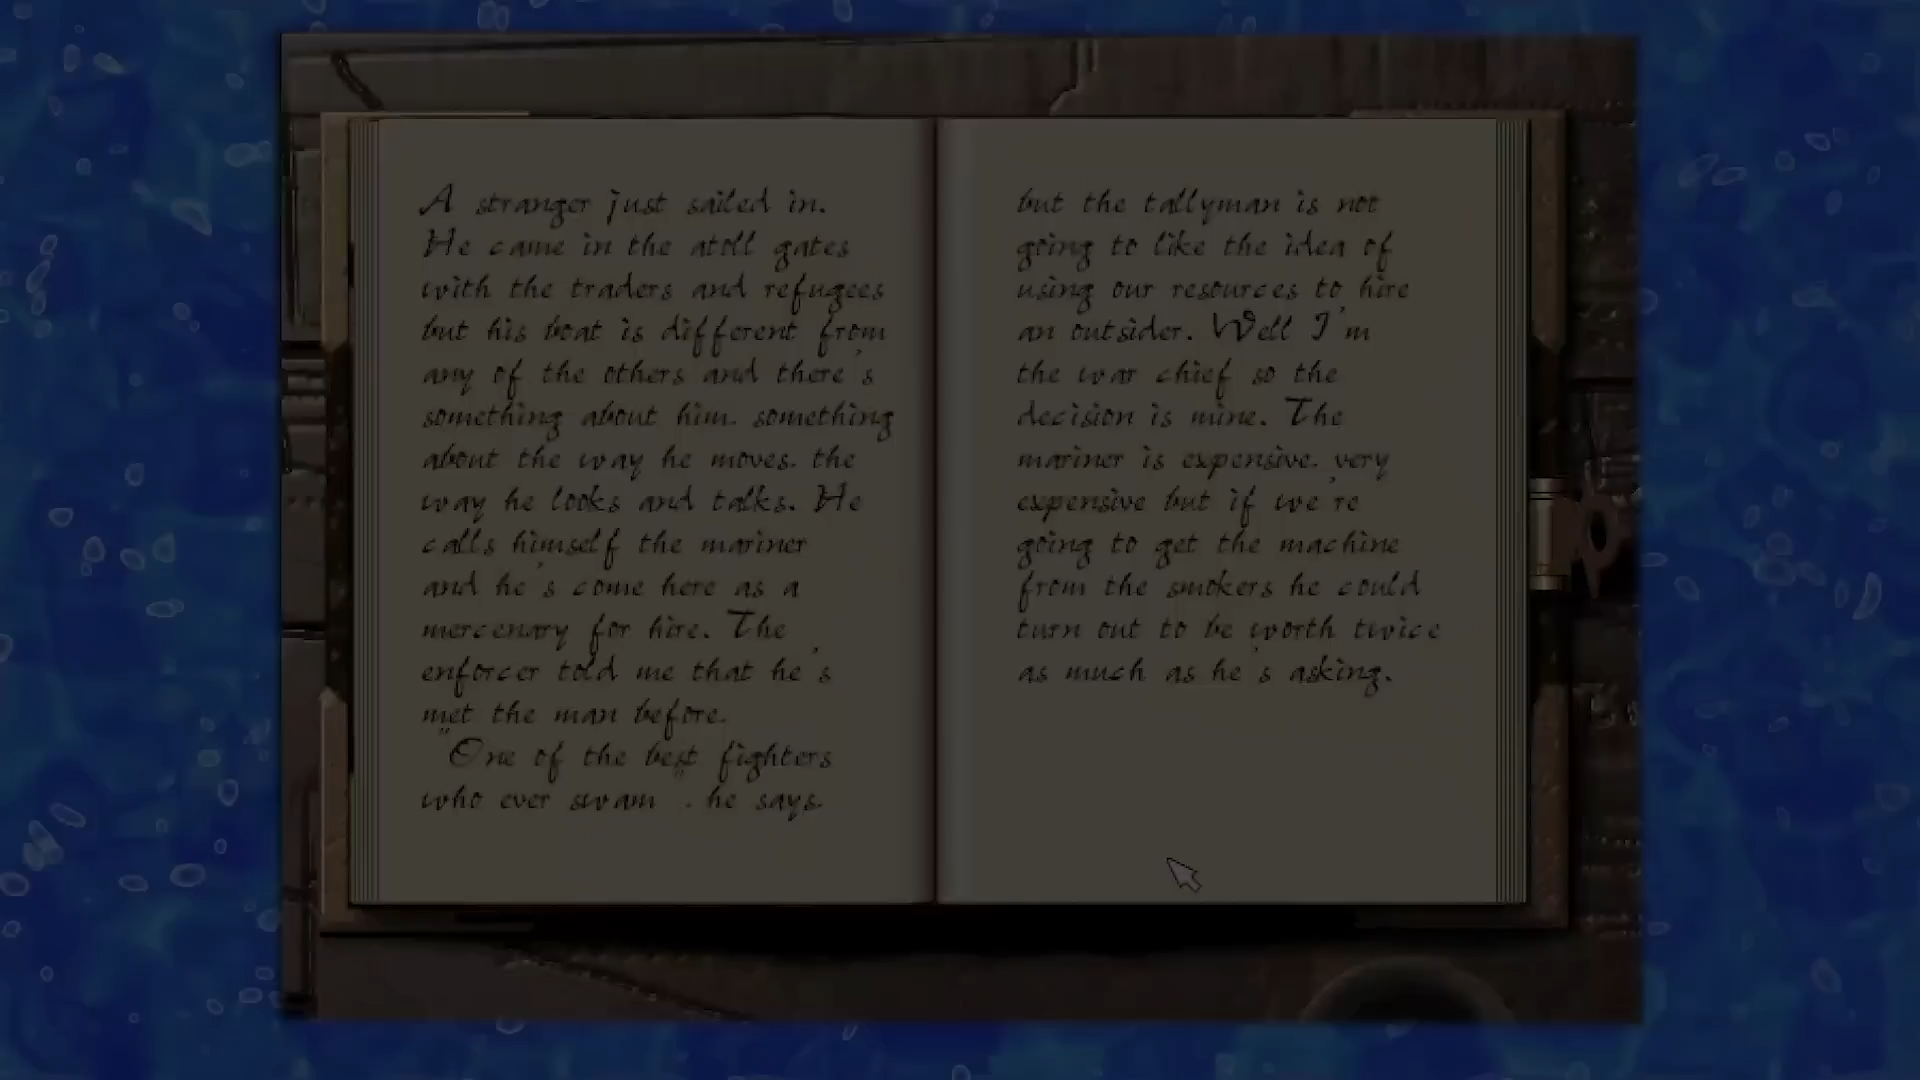 A stranger just sailed in.
He came in the atoll gates
with the traders and refugees
but his boat is different from
any of the others and there's
something about him. something
about the way he moves. the
way he looks and talks. He
calls himself the mariner
and he's come here as a
mercenary for hire. The
enforcer told me that he's
met the man before.
"One of the best fighters
who ever swam". he says.
but the tallyman is not
going to like the idea of
using our resources to hire
an outsider. Well I'm
the war chief so the
decision is mine. The
mariner is expensive. very
expensive but if we're
going to get the machine
from the smokers he could
turn out to be worth twice
as much as he's asking.